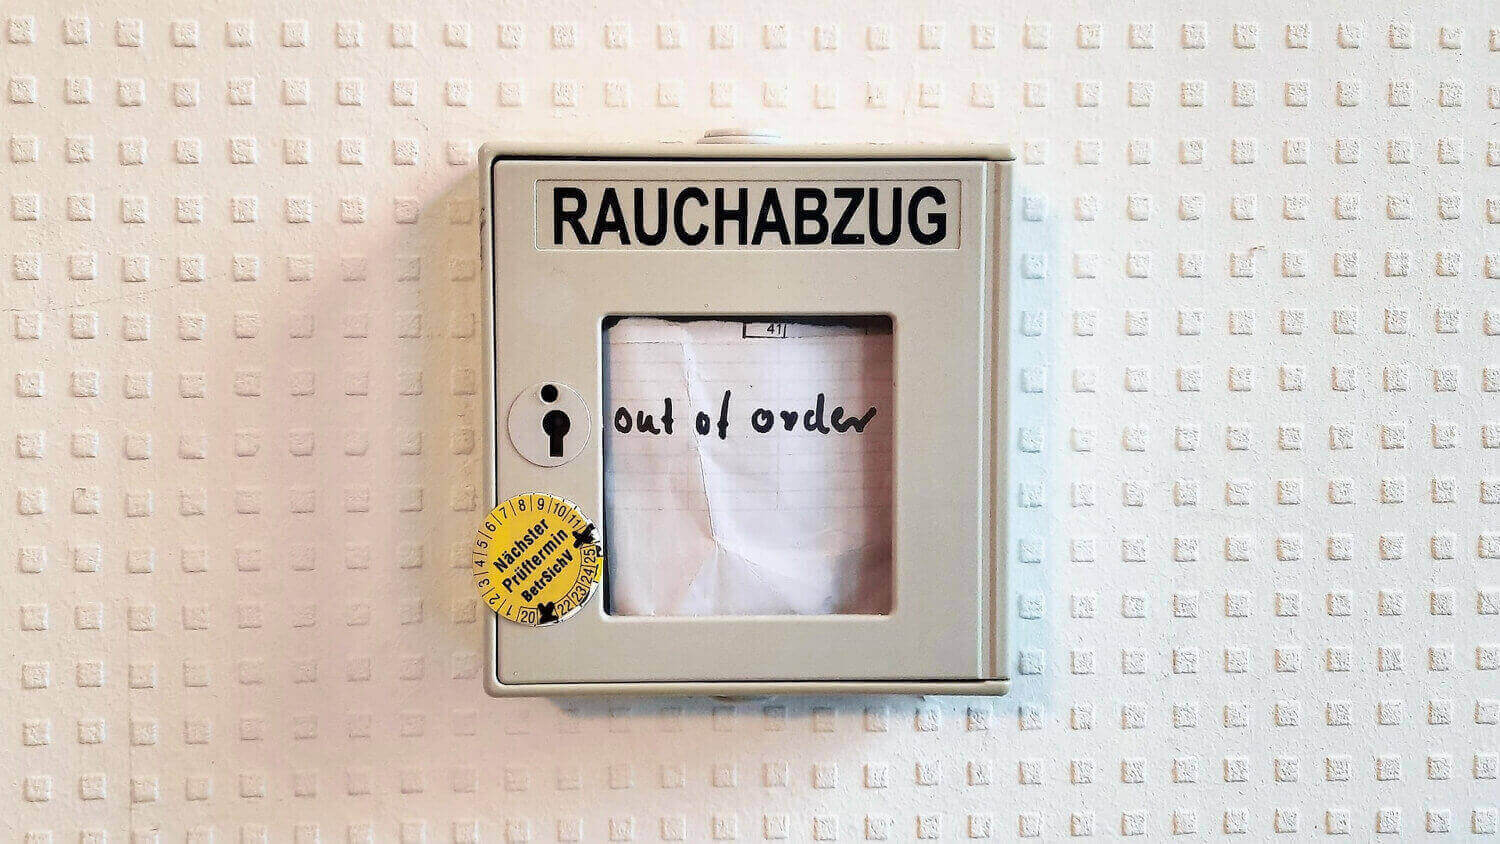 RAUCHABZUG
41
out of order
Nächster
Prüftermin
BetrSichV
1 2 3 4 5 6 7 8 9 10 11
20 22 23 24 25